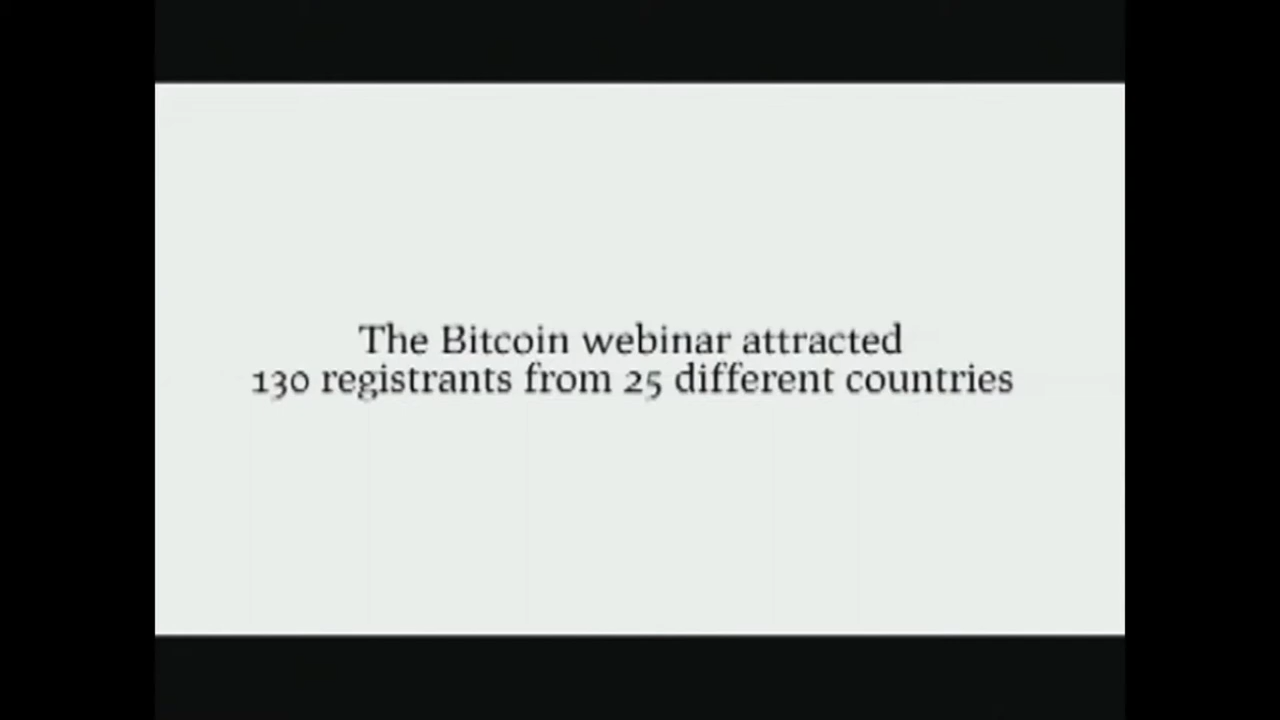 The Bitcoin webinar attracted
130 registrants from 25 different countries